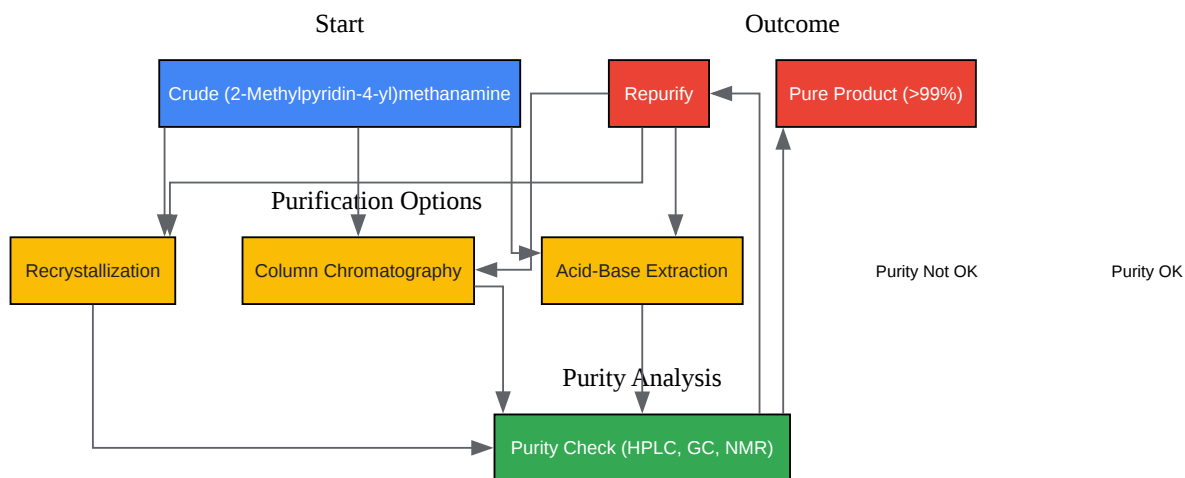 Start
Outcome
Crude (2-Methylpyridin-4-yl)methanamine
Repurify
Pure Product (>99%)
Purification Options
Recrystallization
Column Chromatography
Acid-Base Extraction
Purity Not OK
Purity OK
Purity Analysis
Purity Check (HPLC, GC, NMR)